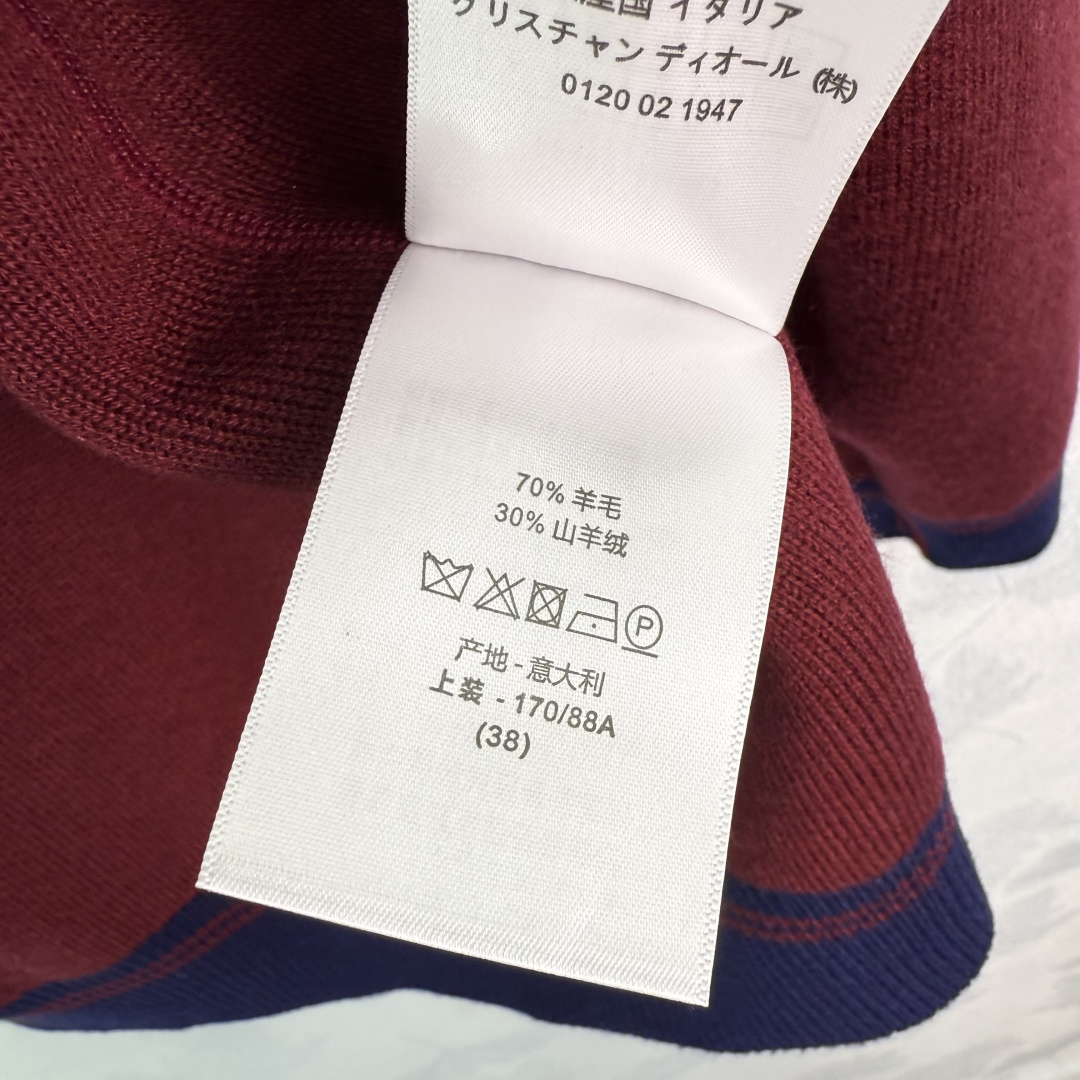 産国 イタリア
クリスチャン ディオール (株)
0120 02 1947
70% 羊毛
30% 山羊绒
P
产地 - 意大利
上装 - 170/88A
(38)